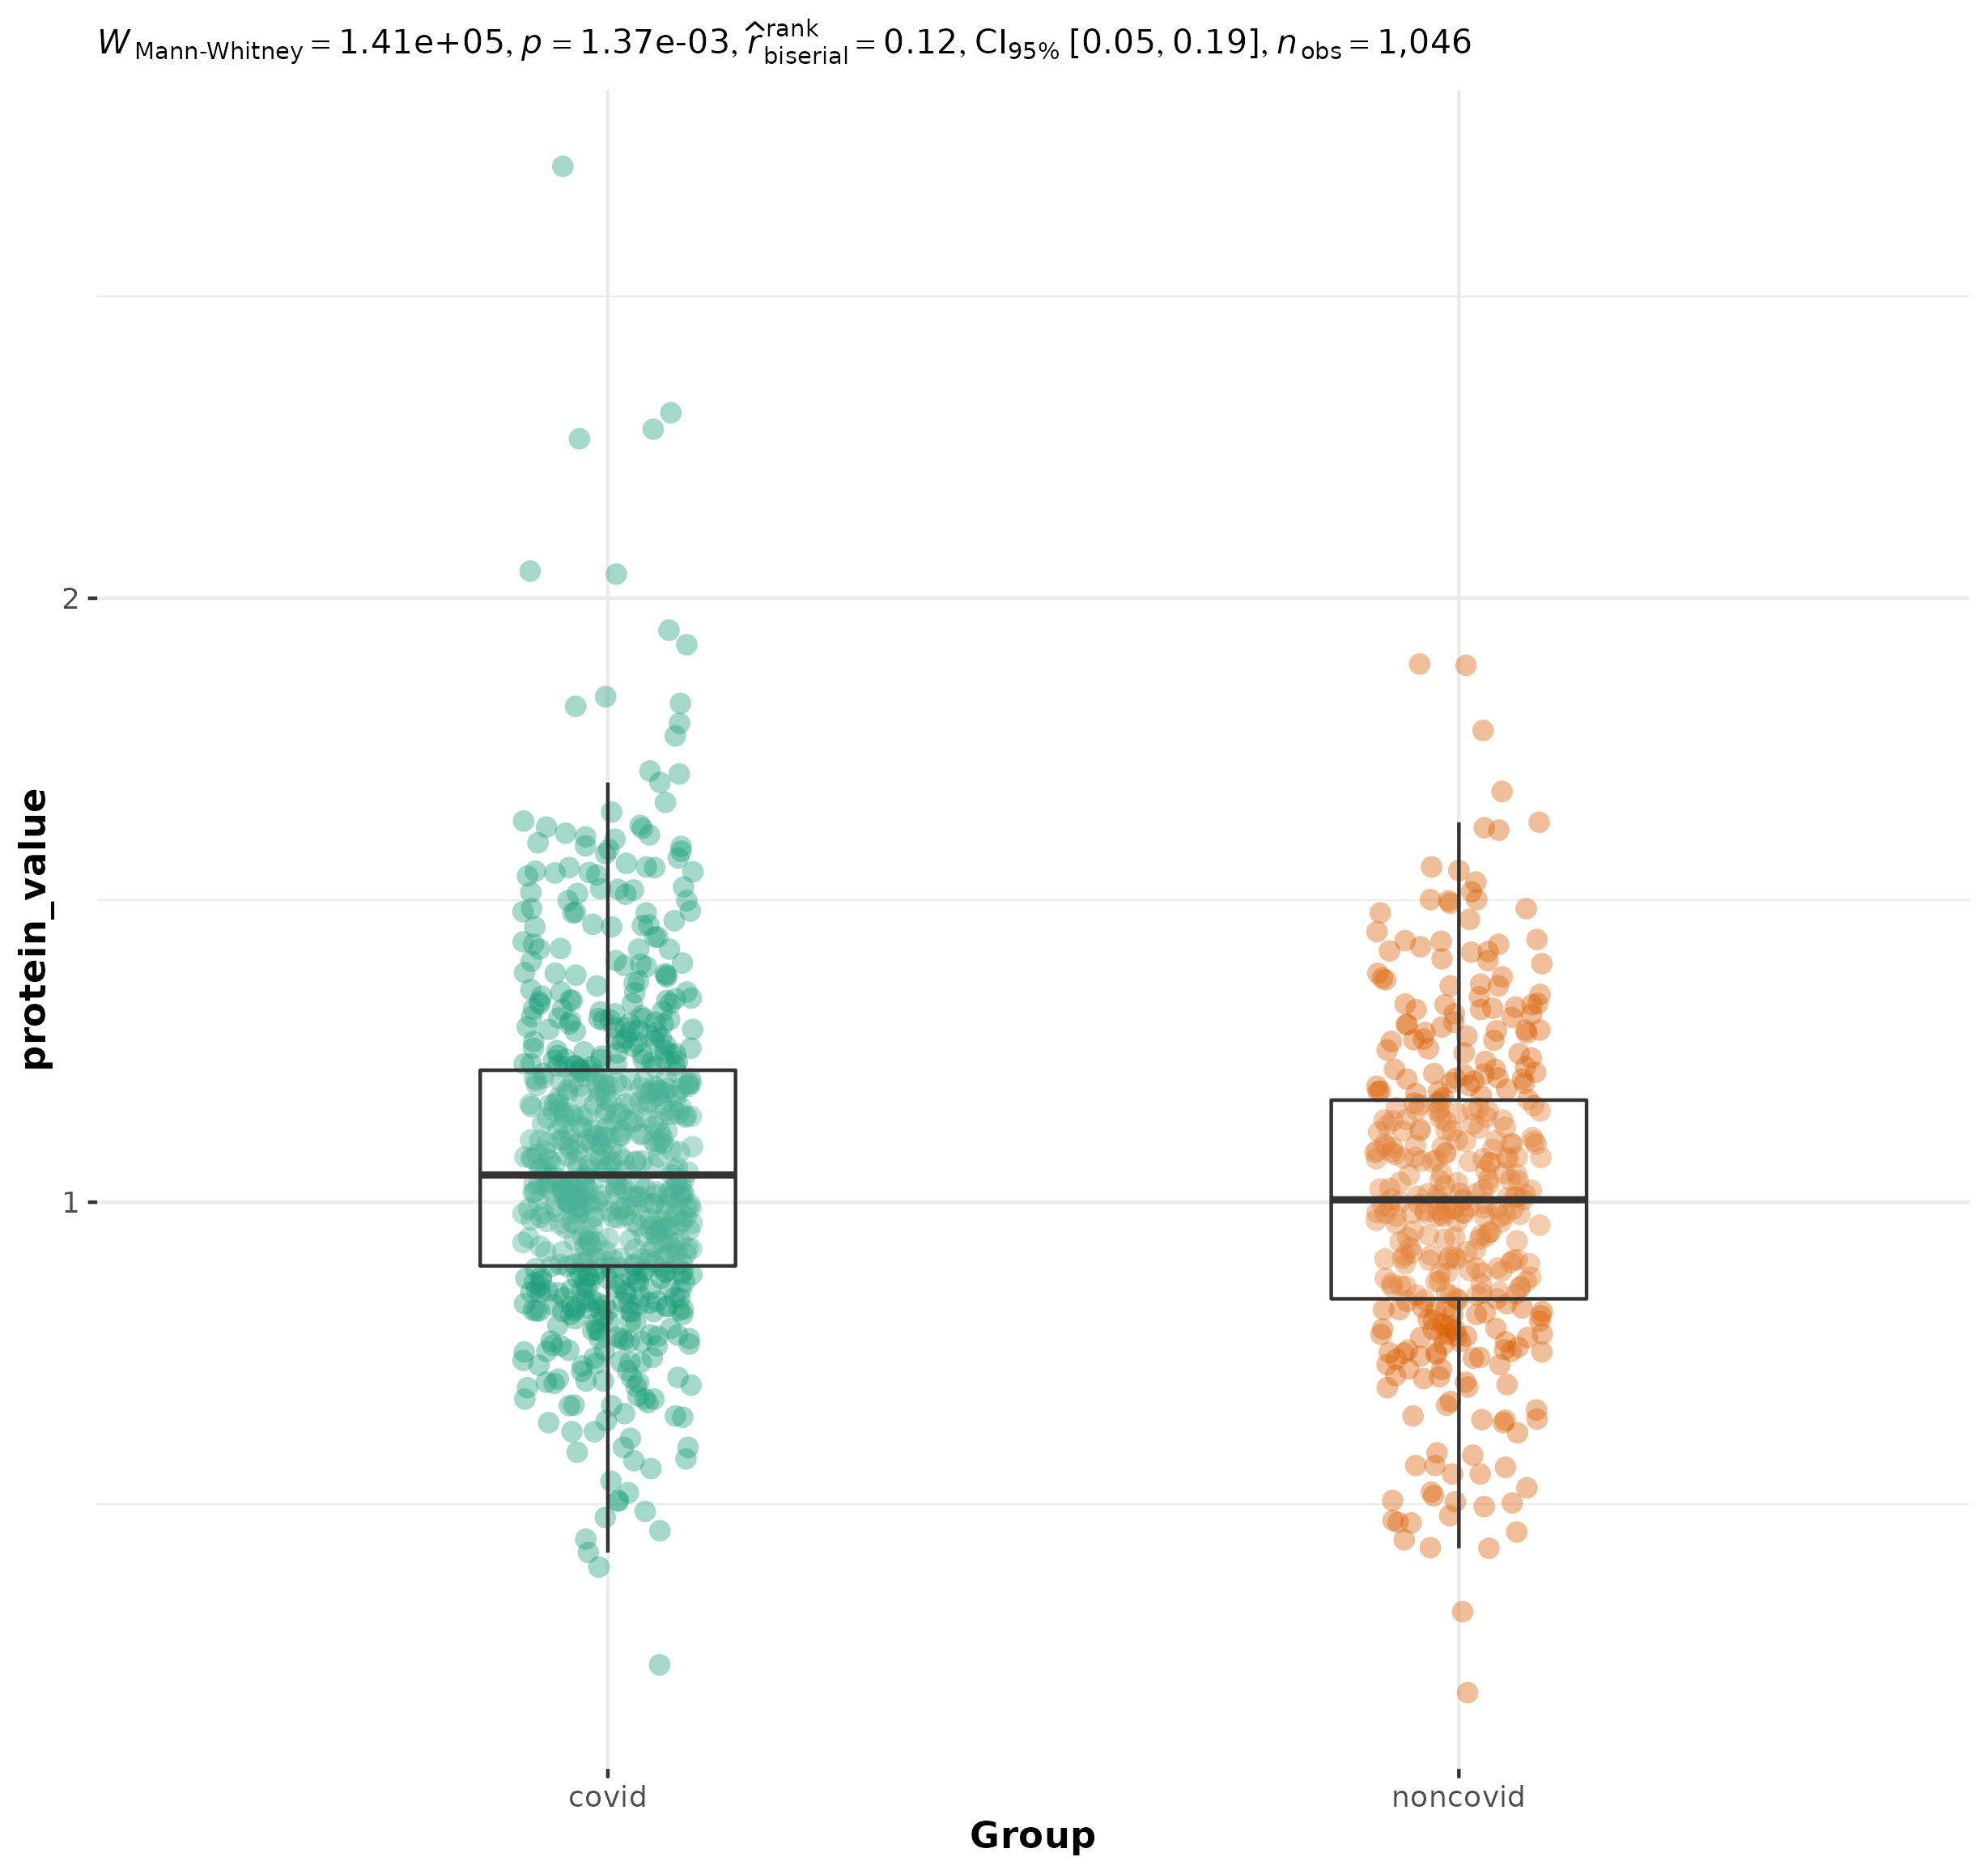 W Mann-Whitney = 1.41e+05, p = 1.37e-03, r̂ rank biserial = 0.12, CI95% [0.05, 0.19], nobs = 1,046
2
1
protein_value
covid noncovid
Group